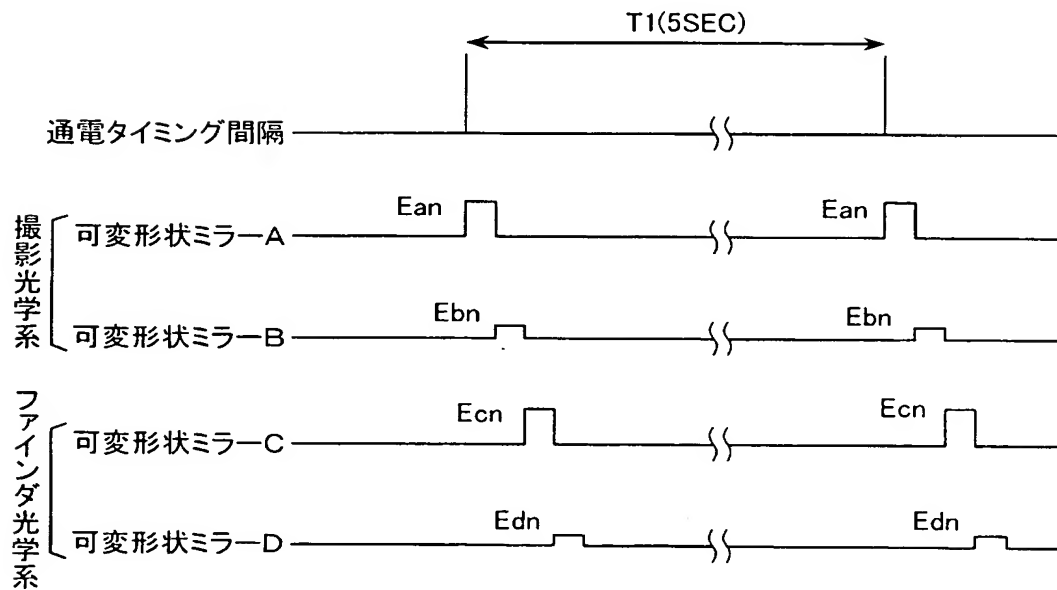 T1(5SEC)
通電タイミング間隔
撮影光学系
Ean
Ean
可変形状ミラーA
Ebn
Ebn
可変形状ミラーB
ファインダ光学系
Ecn
Ecn
可変形状ミラーC
Edn
Edn
可変形状ミラーD